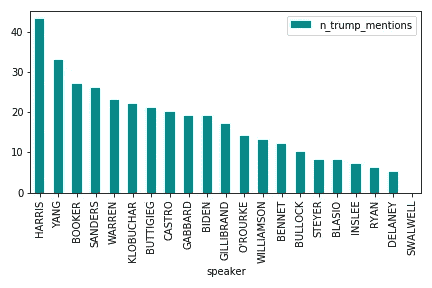 n_trump_mentions
40
30
20
10
0
HARRIS
YANG
BOOKER
SANDERS
WARREN
KLOBUCHAR
BUTTIGIEG
CASTRO
GABBARD
BIDEN
GILLIBRAND
O'ROURKE
WILLIAMSON
BENNET
BULLOCK
STEYER
BLASIO
INSLEE
RYAN
DELANEY
SWALWELL
speaker